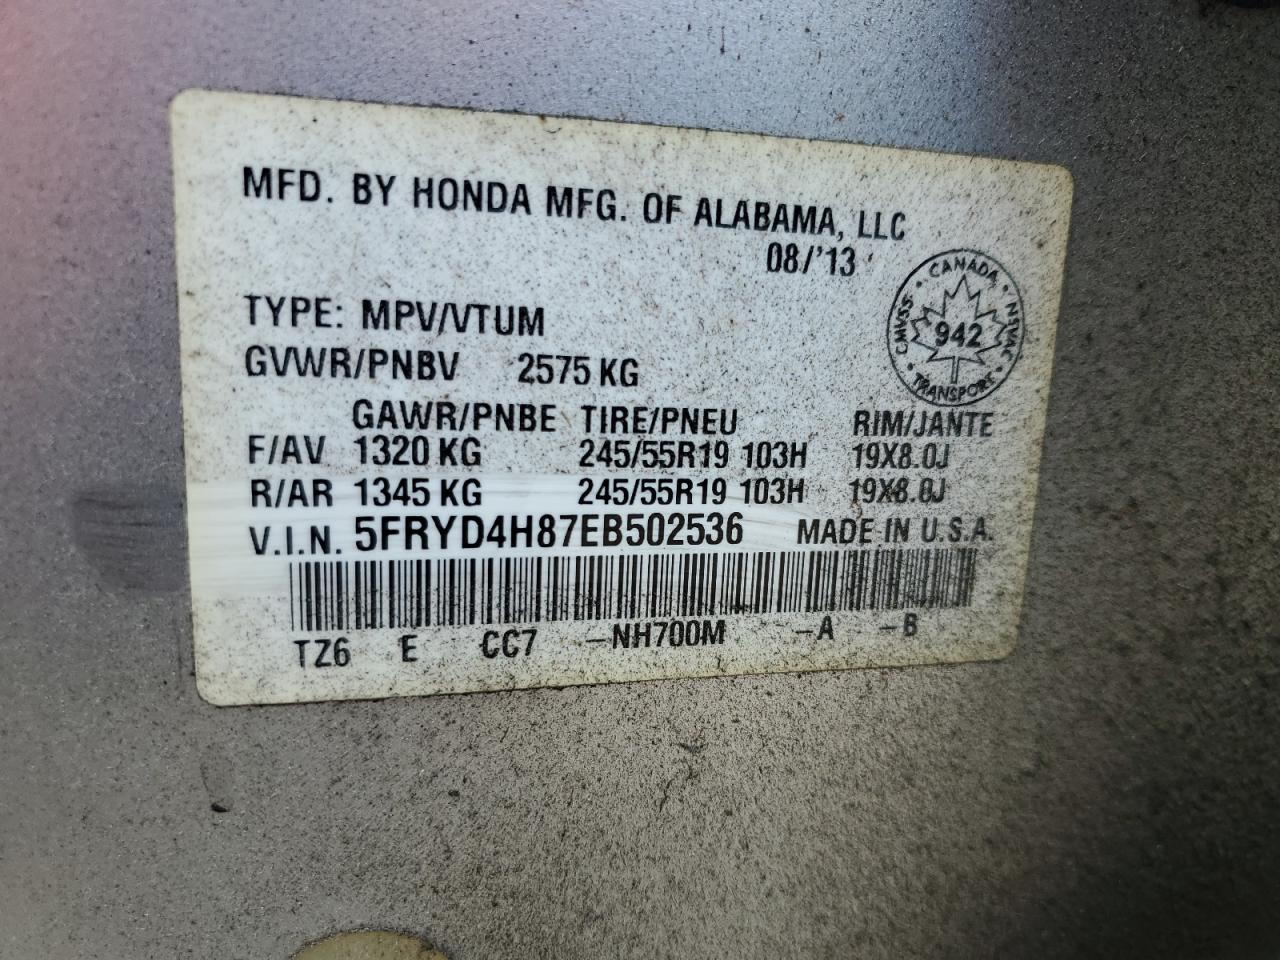 MFD. BY HONDA MFG. OF ALABAMA, LLC
08/'13
TYPE: MPV/VTUM
GVWR/PNBV 2575 KG
CANADA
CMVSS 942 NSVAC
TRANSPORT
GAWR/PNBE TIRE/PNEU RIM/JANTE
F/AV 1320 KG 245/55R19 103H 19X8.0J
R/AR 1345 KG 245/55R19 103H 19X8.0J
V.I.N. 5FRYD4H87EB502536 MADE IN U.S.A.
TZ6 E CC7 -NH700M -A -B